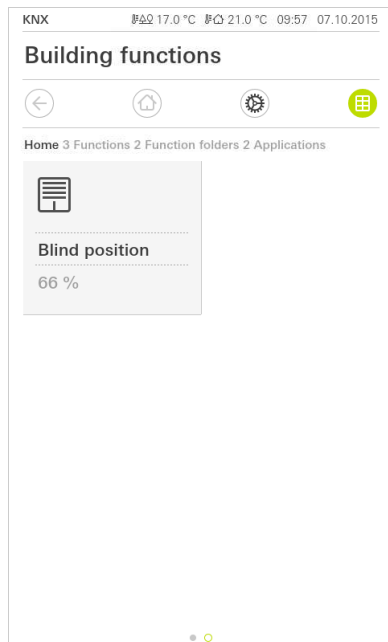 KNX 17.0 °C 21.0 °C 09:57 07.10.2015
Building functions
Home 3 Functions 2 Function folders 2 Applications
Blind position
66 %